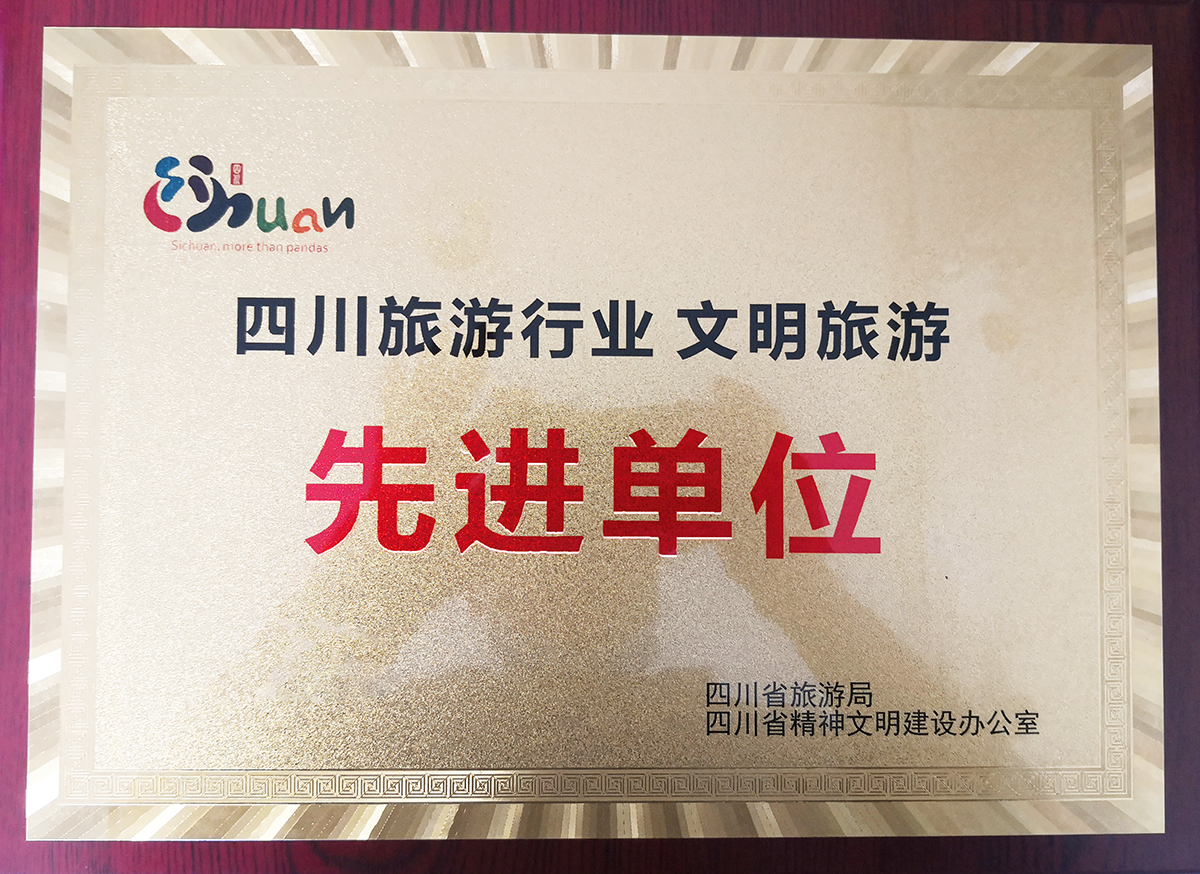 Sichuan
Sichuan, more than pandas
四川旅游行业 文明旅游
先进单位
四川省旅游局
四川省精神文明建设办公室